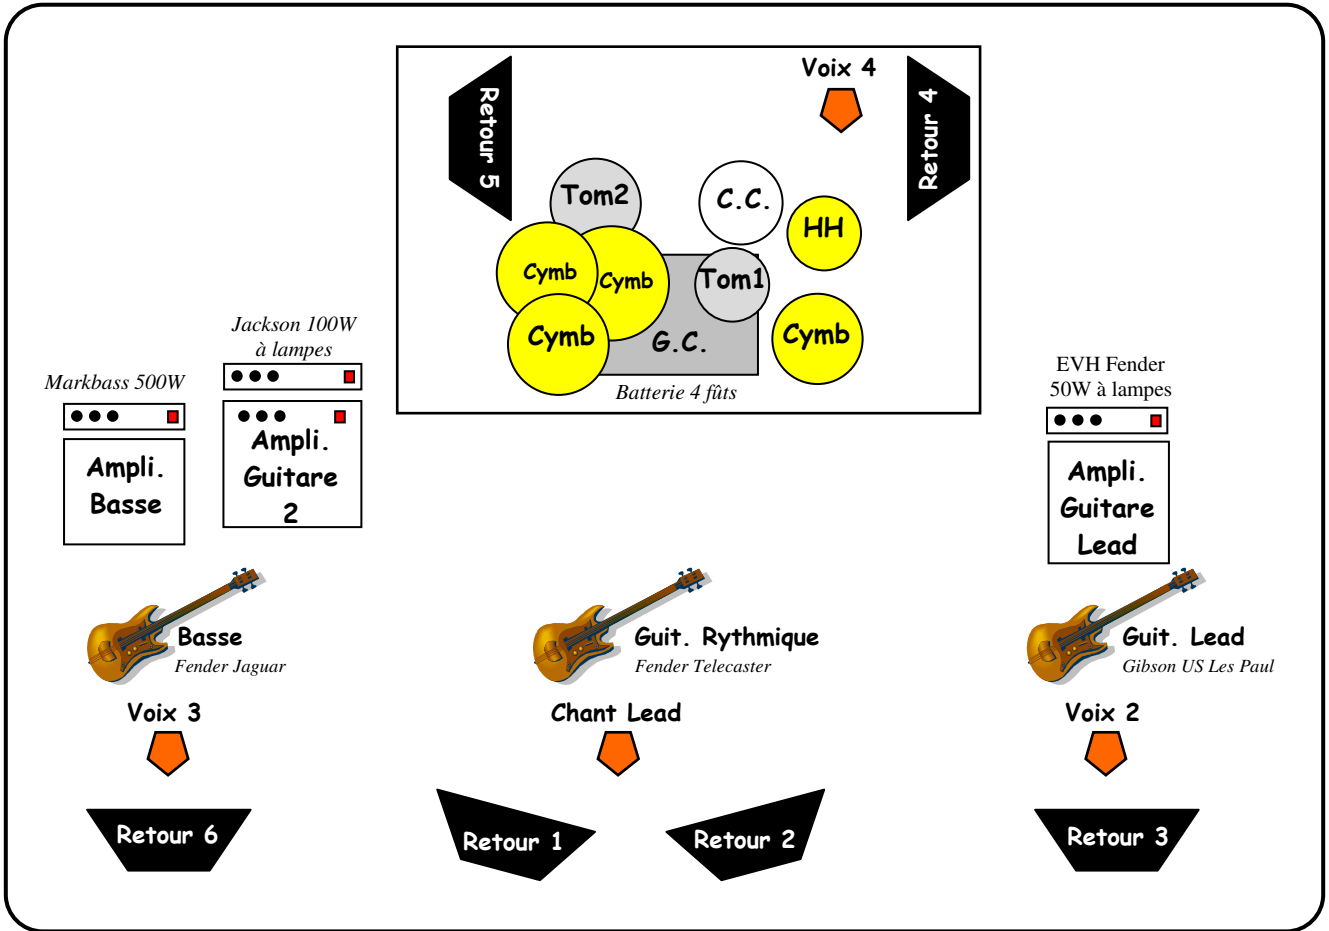 Voix 4
Retour 5
Retour 4
Tom2
C.C.
HH
Cymb
Cymb
Tom1
Cymb
G.C.
Cymb
Batterie 4 fûts
Jackson 100W
à lampes
Markbass 500W
Ampli.
Guitare
2
Ampli.
Basse
EVH Fender
50W à lampes
Ampli.
Guitare
Lead
Basse
Fender Jaguar
Guit. Rythmique
Fender Telecaster
Guit. Lead
Gibson US Les Paul
Voix 3
Chant Lead
Voix 2
Retour 6
Retour 1
Retour 2
Retour 3